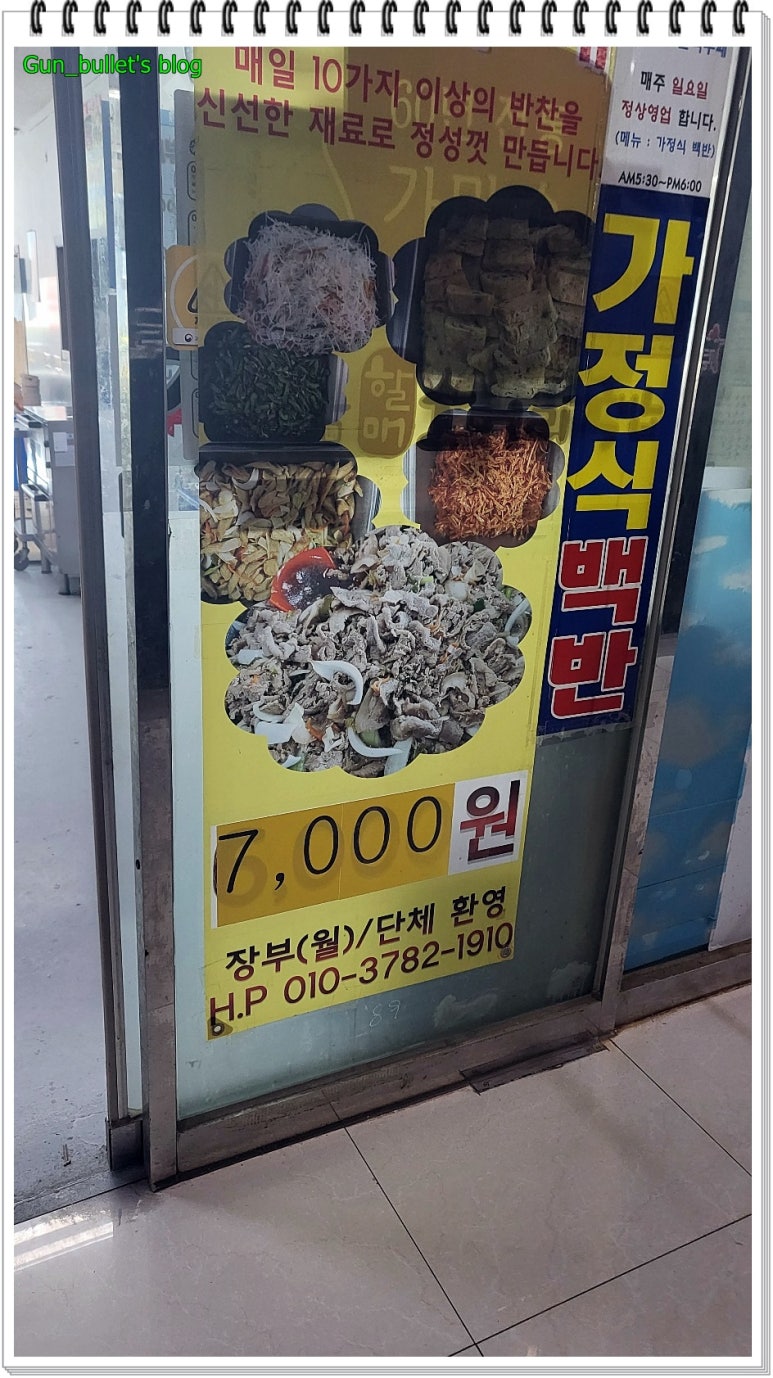 Gun_bullet's blog
매일 10가지 이상의 반찬을
신선한 재료로 정성껏 만듭니다
매주 일요일
정상영업 합니다.
(메뉴 : 가정식 백반)
AM5:30~PM6:00
가정식백반
할매
7,000원
장부(월)/단체 환영
H.P 010-3782-1910